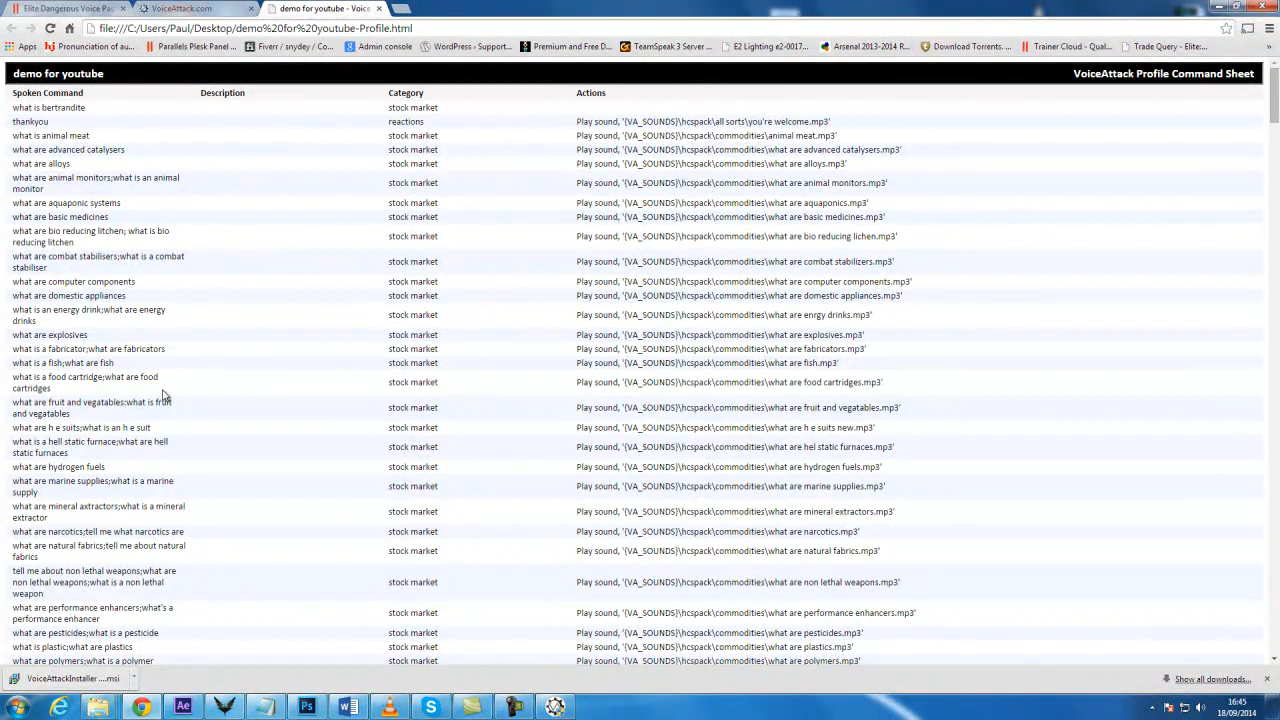 Elite Dangerous Voice Pa
VoiceAttack.com
demo for youtube - Voice
file:///C:/Users/Paul/Desktop/demo%20for%20youtube-Profile.html
Apps
Pronunciation of au...
Parallels Plesk Panel ...
Fiverr / snydey / Co...
Admin console
WordPress › Support...
Premium and Free D...
TeamSpeak 3 Server...
E2 Lighting e2-0017...
Arsenal 2013-2014 R...
Download Torrents. ...
Trainer Cloud - Qual...
Trade Query - Elite:...
demo for youtube
VoiceAttack Profile Command Sheet
Spoken Command Description Category Actions
what is bertrandite stock market
thankyou reactions Play sound, '{VA_SOUNDS}\hcspack\all sorts\you're welcome.mp3'
what is animal meat stock market Play sound, '{VA_SOUNDS}\hcspack\commodities\animal meat.mp3'
what are advanced catalysers stock market Play sound, '{VA_SOUNDS}\hcspack\commodities\what are advanced catalysers.mp3'
what are alloys stock market Play sound, '{VA_SOUNDS}\hcspack\commodities\what are alloys.mp3'
what are animal monitors;what is an animal
monitor stock market Play sound, '{VA_SOUNDS}\hcspack\commodities\what are animal monitors.mp3'
what are aquaponic systems stock market Play sound, '{VA_SOUNDS}\hcspack\commodities\what are aquaponics.mp3'
what are basic medicines stock market Play sound, '{VA_SOUNDS}\hcspack\commodities\what are basic medicines.mp3'
what are bio reducing litchen; what is bio
reducing litchen stock market Play sound, '{VA_SOUNDS}\hcspack\commodities\what are bio reducing lichen.mp3'
what are combat stabilisers;what is a combat
stabiliser stock market Play sound, '{VA_SOUNDS}\hcspack\commodities\what are combat stabilizers.mp3'
what are computer components stock market Play sound, '{VA_SOUNDS}\hcspack\commodities\what are computer components.mp3'
what are domestic appliances stock market Play sound, '{VA_SOUNDS}\hcspack\commodities\what are domestic appliances.mp3'
what is an energy drink;what are energy
drinks stock market Play sound, '{VA_SOUNDS}\hcspack\commodities\what are enrgy drinks.mp3'
what are explosives stock market Play sound, '{VA_SOUNDS}\hcspack\commodities\what are explosives.mp3'
what is a fabricator;what are fabricators stock market Play sound, '{VA_SOUNDS}\hcspack\commodities\what are fabricators.mp3'
what is a fish;what are fish stock market Play sound, '{VA_SOUNDS}\hcspack\commodities\what are fish.mp3'
what is a food cartridge;what are food
cartridges stock market Play sound, '{VA_SOUNDS}\hcspack\commodities\what are food cartridges.mp3'
what are fruit and vegatables:what is fruit
and vegatables stock market Play sound, '{VA_SOUNDS}\hcspack\commodities\what are fruit and vegatables.mp3'
what are h e suits;what is an h e suit stock market Play sound, '{VA_SOUNDS}\hcspack\commodities\what are h e suits new.mp3'
what is a hell static furnace;what are hell
static furnaces stock market Play sound, '{VA_SOUNDS}\hcspack\commodities\what are hel static furnaces.mp3'
what are hydrogen fuels stock market Play sound, '{VA_SOUNDS}\hcspack\commodities\what are hydrogen fuels.mp3'
what are marine supplies;what is a marine
supply stock market Play sound, '{VA_SOUNDS}\hcspack\commodities\what are marine supplies.mp3'
what are mineral axtractors;what is a mineral
extractor stock market Play sound, '{VA_SOUNDS}\hcspack\commodities\what are mineral extractors.mp3'
what are narcotics;tell me what narcotics are stock market Play sound, '{VA_SOUNDS}\hcspack\commodities\what are narcotics.mp3'
what are natural fabrics;tell me about natural
fabrics stock market Play sound, '{VA_SOUNDS}\hcspack\commodities\what are natural fabrics.mp3'
tell me about non lethal weapons;what are
non lethal weapons;what is a non lethal
weapon stock market Play sound, '{VA_SOUNDS}\hcspack\commodities\what are non lethal weapons.mp3'
what are performance enhancers;what's a
performance enhancer stock market Play sound, '{VA_SOUNDS}\hcspack\commodities\what are performance enhancers.mp3'
what are pesticides;what is a pesticide stock market Play sound, '{VA_SOUNDS}\hcspack\commodities\what are pesticides.mp3'
what is plastic;what are plastics stock market Play sound, '{VA_SOUNDS}\hcspack\commodities\what are plastics.mp3'
what are polymers;what is a polymer stock market Play sound, '{VA_SOUNDS}\hcspack\commodities\what are polymers.mp3'
VoiceAttackInstaller ....msi
Show all downloads...
16:45
18/09/2014